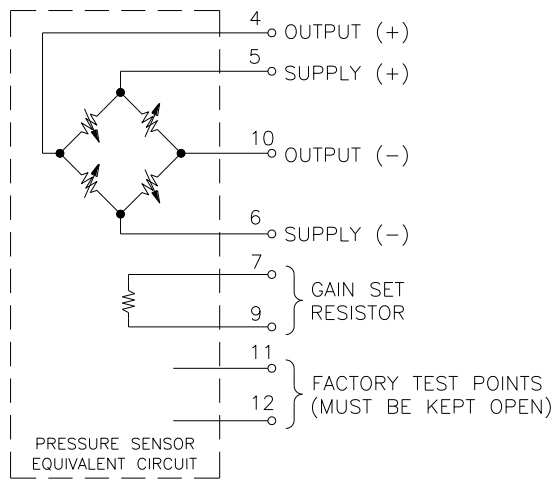 4
OUTPUT (+)
5
SUPPLY (+)
10
OUTPUT (−)
6
SUPPLY (−)
7
GAIN SET
RESISTOR
9
11
FACTORY TEST POINTS
(MUST BE KEPT OPEN)
12
PRESSURE SENSOR
EQUIVALENT CIRCUIT